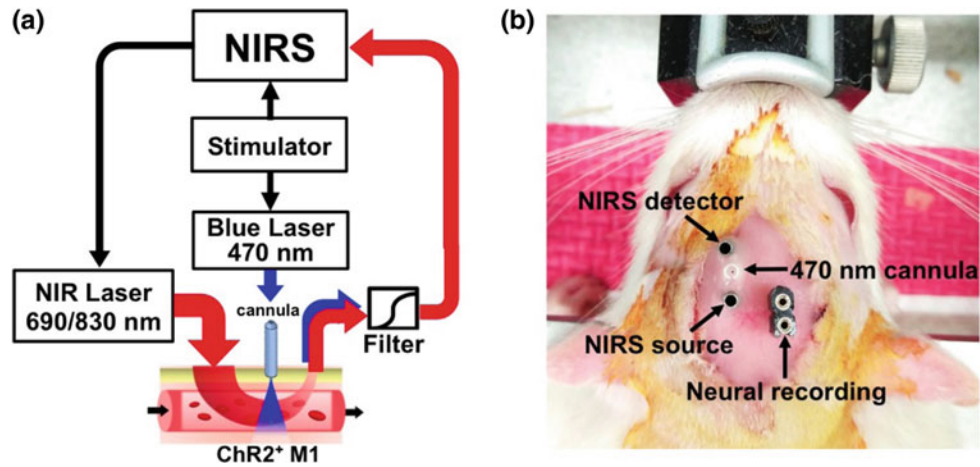 (a)
NIRS
Stimulator
Blue Laser
470 nm
NIR Laser
690/830 nm
cannula
Filter
ChR2⁺ M1
(b)
NIRS detector
470 nm cannula
NIRS source
Neural recording